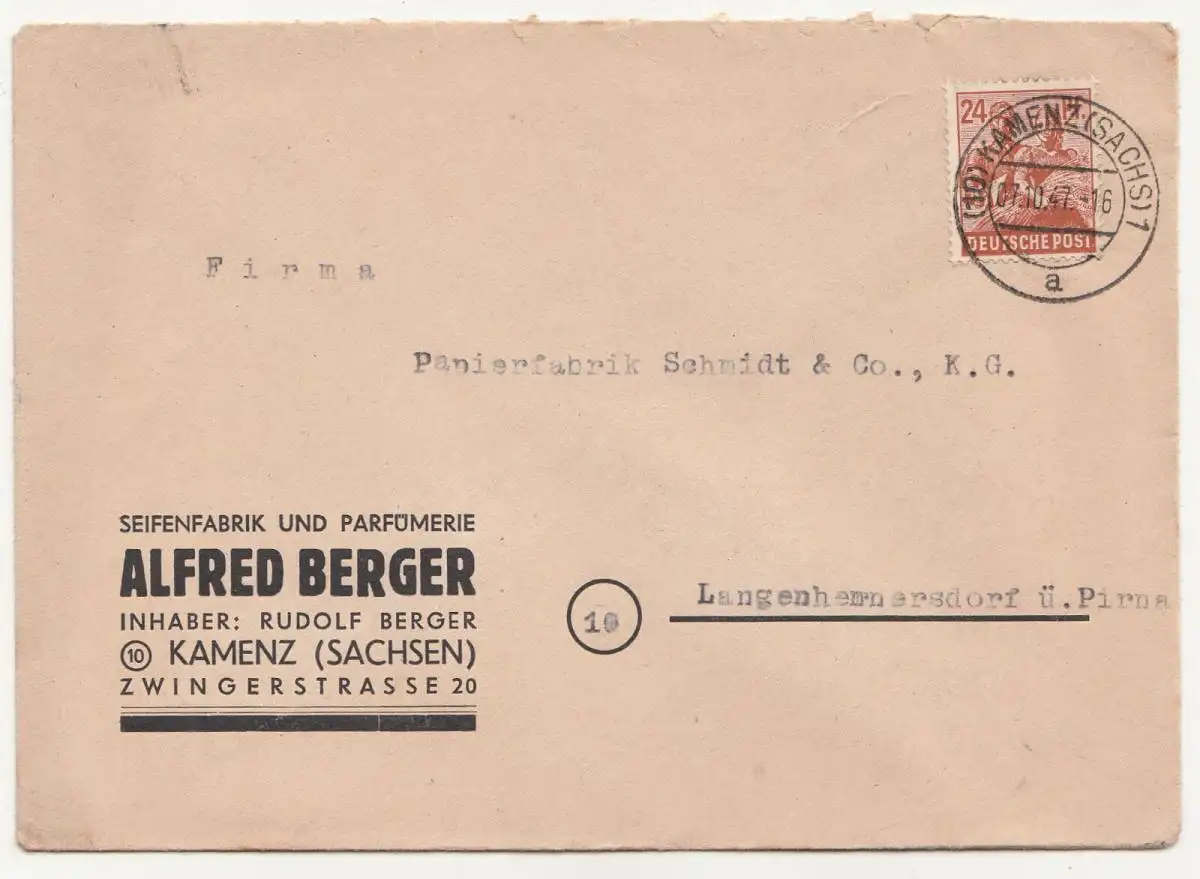 24 Pf.
DEUTSCHE POST
(10) KAMENZ (SACHS) 1
07.10.47.-16
a
Firma
Papierfabrik Schmidt & Co., K.G.
SEIFENFABRIK UND PARFÜMERIE
ALFRED BERGER
INHABER: RUDOLF BERGER
10 KAMENZ (SACHSEN)
ZWINGERSTRASSE 20
10
Langenhennersdorf ü.Pirna